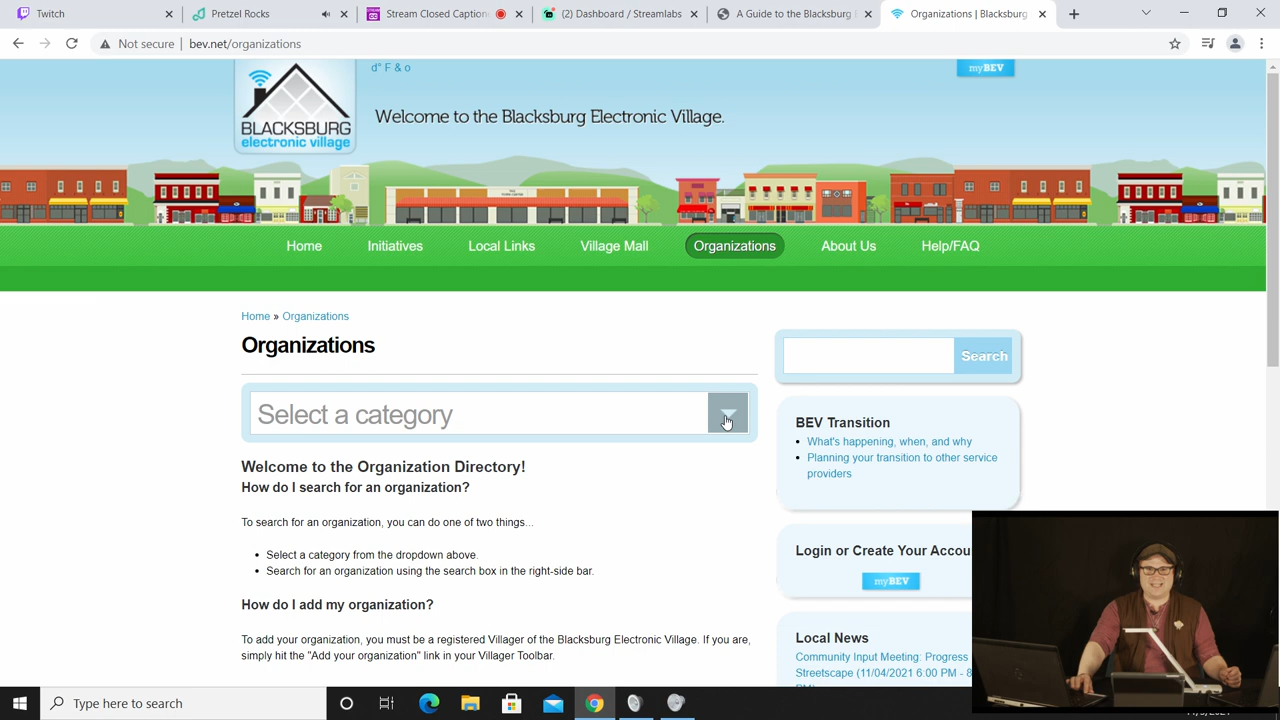 Twitch
Pretzel Rocks
Stream Closed Caption
(2) Dashboard / Streamlabs
A Guide to the Blacksburg E
Organizations | Blacksburg
Not secure | bev.net/organizations
d° F & o
myBEV
BLACKSBURG
electronic village
Welcome to the Blacksburg Electronic Village.
Home
Initiatives
Local Links
Village Mall
Organizations
About Us
Help/FAQ
Home » Organizations
Organizations
Search
Select a category
BEV Transition
• What's happening, when, and why
• Planning your transition to other service
providers
Welcome to the Organization Directory!
How do I search for an organization?
To search for an organization, you can do one of two things...
• Select a category from the dropdown above.
• Search for an organization using the search box in the right-side bar.
How do I add my organization?
To add your organization, you must be a registered Villager of the Blacksburg Electronic Village. If you are,
simply hit the "Add your organization" link in your Villager Toolbar.
Login or Create Your Accou
myBEV
Local News
Community Input Meeting: Progress
Streetscape (11/04/2021 6:00 PM - 8
Type here to search